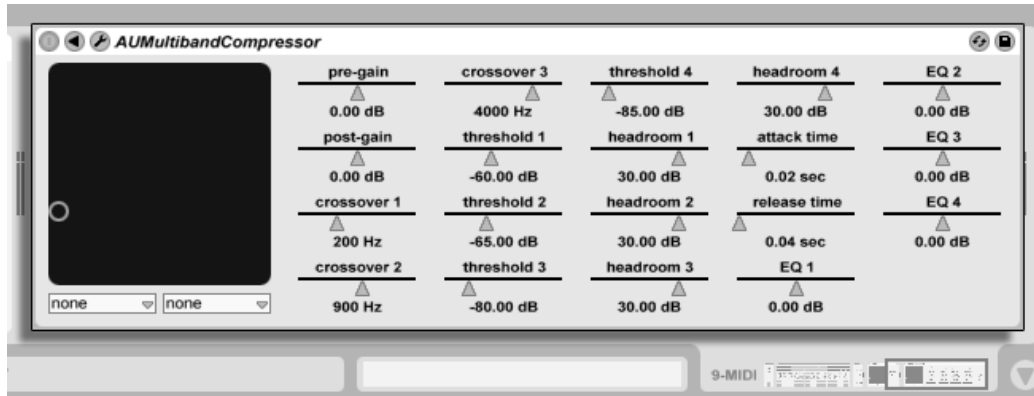 AUMultibandCompressor
pre-gain
0.00 dB
post-gain
0.00 dB
crossover 1
200 Hz
crossover 2
900 Hz
crossover 3
4000 Hz
threshold 1
-60.00 dB
threshold 2
-65.00 dB
threshold 3
-80.00 dB
threshold 4
-85.00 dB
headroom 1
30.00 dB
headroom 2
30.00 dB
headroom 3
30.00 dB
headroom 4
30.00 dB
attack time
0.02 sec
release time
0.04 sec
EQ 1
0.00 dB
EQ 2
0.00 dB
EQ 3
0.00 dB
EQ 4
0.00 dB
none
none
9-MIDI